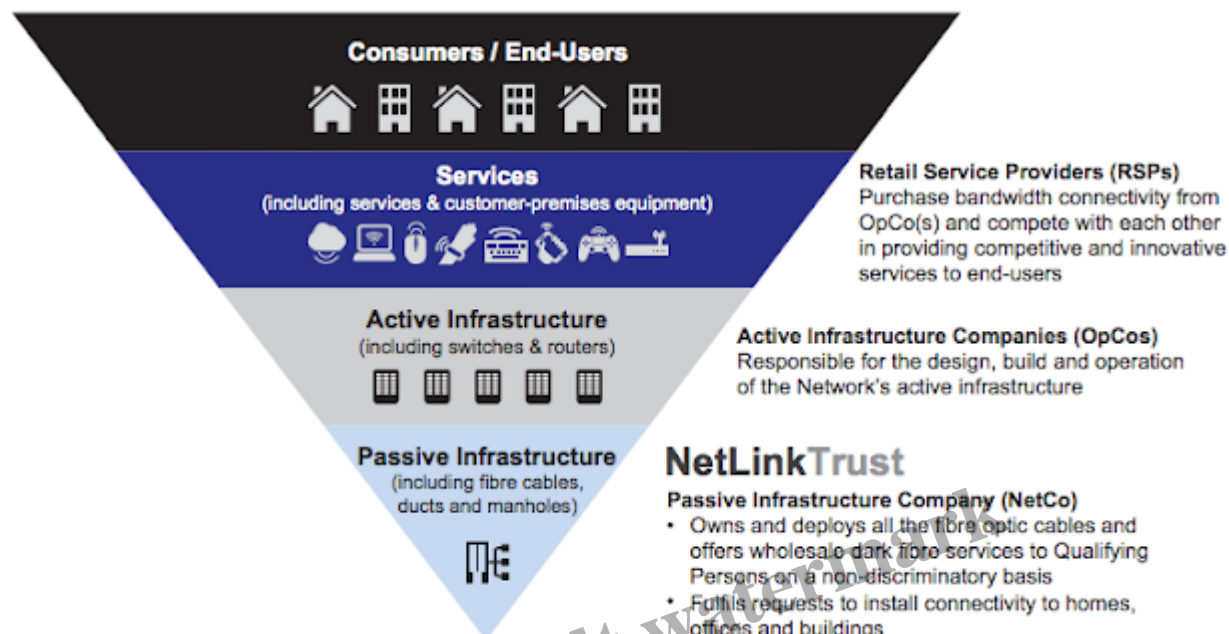 Consumers / End-Users
Services
(including services & customer-premises equipment)
Retail Service Providers (RSPs)
Purchase bandwidth connectivity from
OpCo(s) and compete with each other
in providing competitive and innovative
services to end-users
Active Infrastructure
(including switches & routers)
Active Infrastructure Companies (OpCos)
Responsible for the design, build and operation
of the Network's active infrastructure
Passive Infrastructure
(including fibre cables,
ducts and manholes)
NetLinkTrust
Passive Infrastructure Company (NetCo)
• Owns and deploys all the fibre optic cables and
offers wholesale dark fibre services to Qualifying
Persons on a non-discriminatory basis
• Fulfils requests to install connectivity to homes,
offices and buildings
watermark